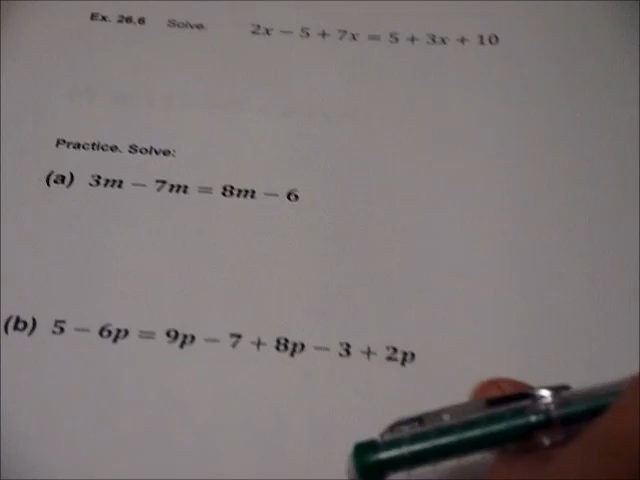 Ex. 26.6 Solve. 2x − 5 + 7x = 5 + 3x + 10
Practice. Solve:
(a) 3m − 7m = 8m − 6
(b) 5 − 6p = 9p − 7 + 8p − 3 + 2p